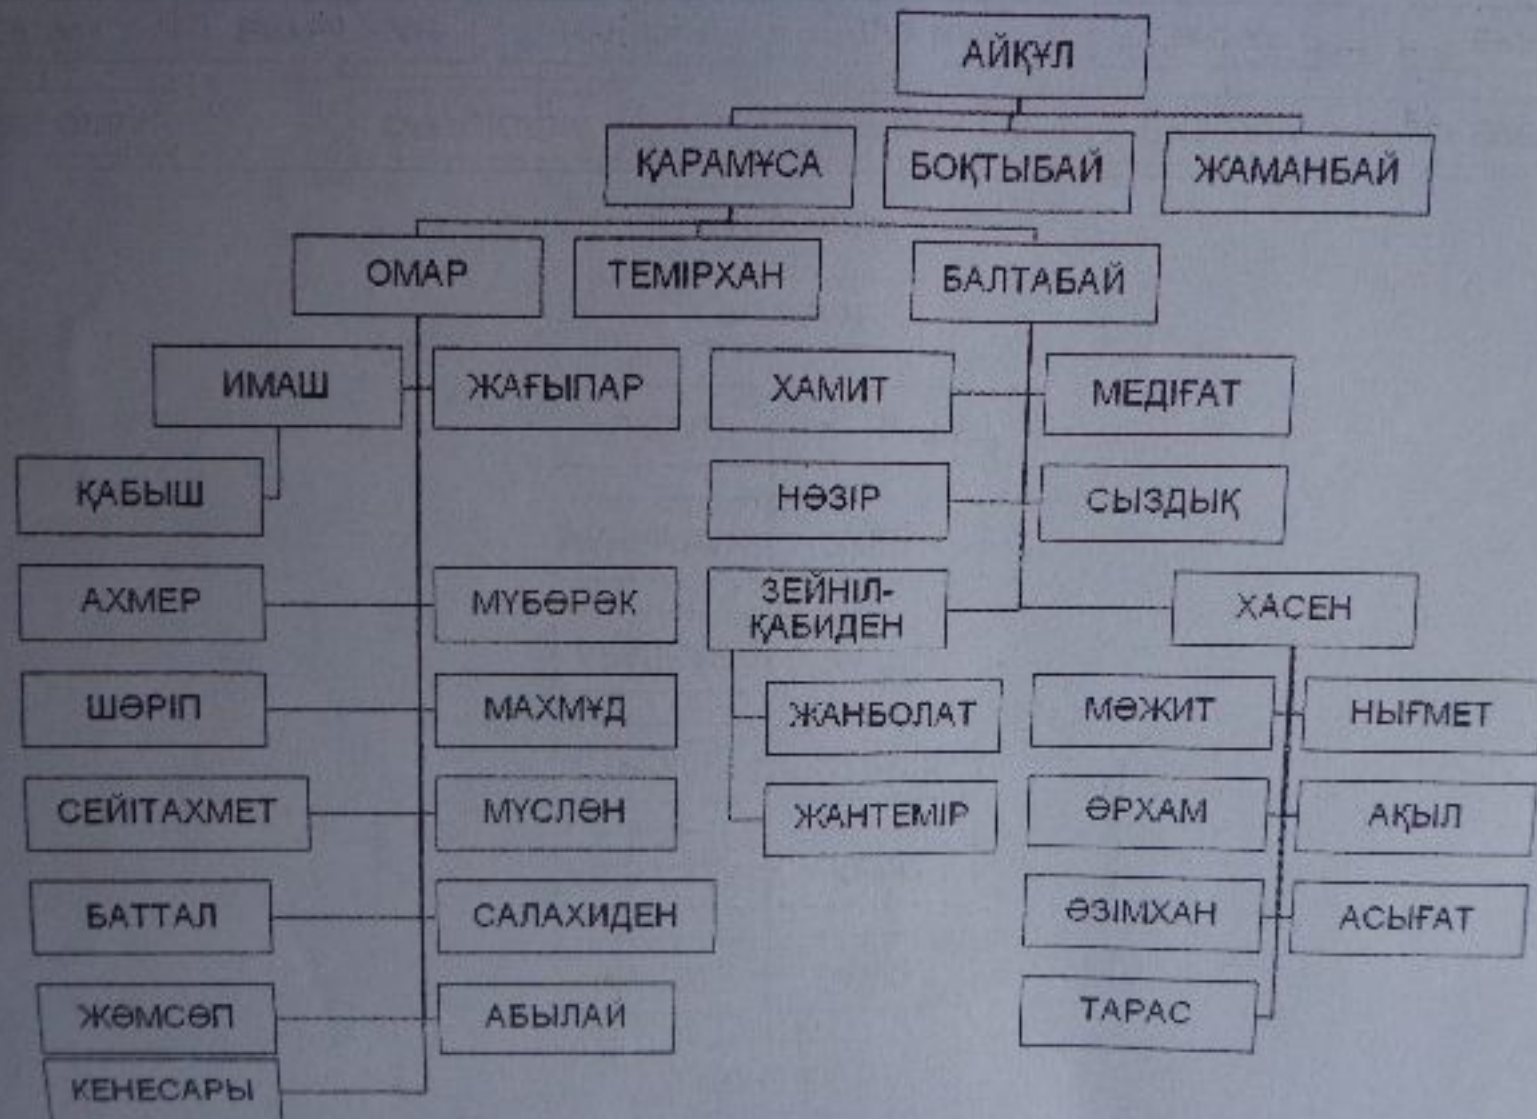 АЙҚҰЛ
ҚАРАМҰСА
БОҚТЫБАЙ
ЖАМАНБАЙ
ОМАР
ТЕМІРХАН
БАЛТАБАЙ
ИМАШ
ЖАҒЫПАР
ХАМИТ
МЕДІҒАТ
ҚАБЫШ
НӘЗІР
СЫЗДЫҚ
АХМЕР
МҮБӘРӘК
ЗЕЙНІЛ-
ҚАБИДЕН
ХАСЕН
ШӘРІП
МАХМҰД
ЖАНБОЛАТ
МӘЖИТ
НЫҒМЕТ
СЕЙІТАХМЕТ
МҮСЛӘН
ЖАНТЕМІР
ӘРХАМ
АҚЫЛ
БАТТАЛ
САЛАХИДЕН
ӘЗІМХАН
АСЫҒАТ
ЖӘМСӘП
АБЫЛАЙ
ТАРАС
КЕНЕСАРЫ